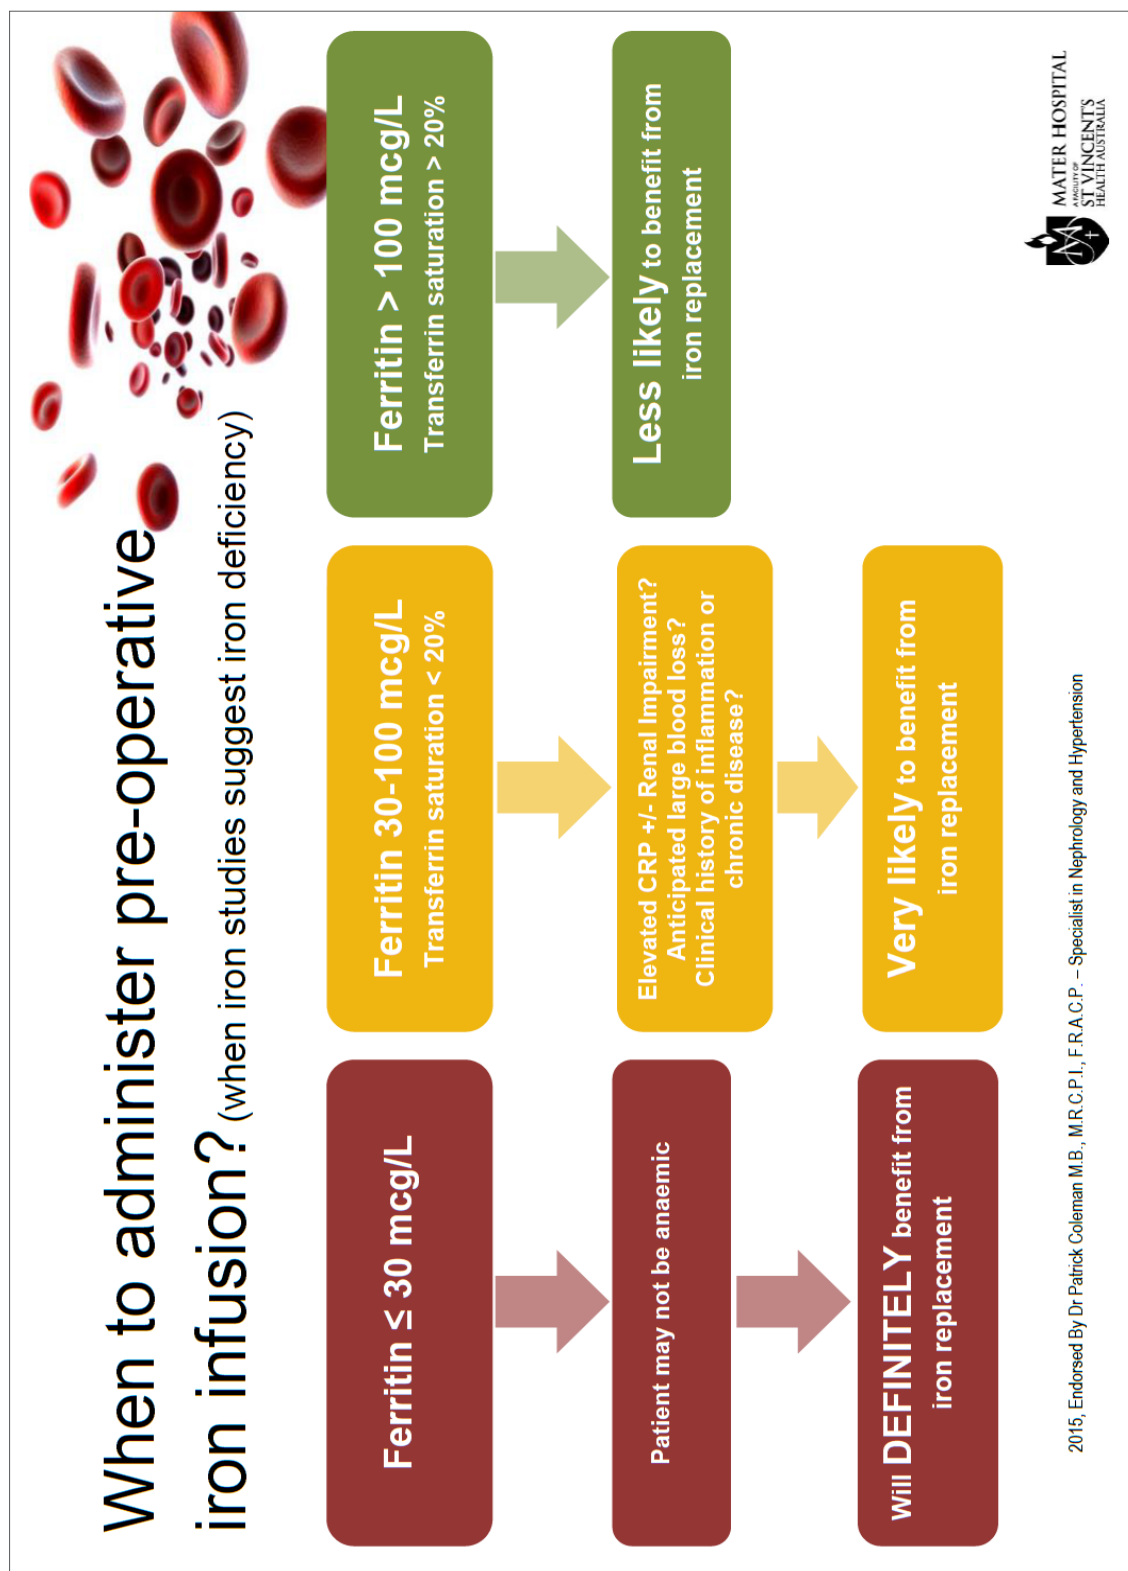 When to administer pre-operative
iron infusion? (when iron studies suggest iron deficiency)
Ferritin ≤ 30 mcg/L
Patient may not be anaemic
Will DEFINITELY benefit from
iron replacement
Ferritin 30-100 mcg/L
Transferrin saturation < 20%
Elevated CRP +/- Renal Impairment?
Anticipated large blood loss?
Clinical history of inflammation or
chronic disease?
Very likely to benefit from
iron replacement
Ferritin > 100 mcg/L
Transferrin saturation > 20%
Less likely to benefit from
iron replacement
2015, Endorsed By Dr Patrick Coleman M.B., M.R.C.P.I., F.R.A.C.P. – Specialist in Nephrology and Hypertension
MATER HOSPITAL
A FACILITY OF
ST VINCENT'S
HEALTH AUSTRALIA